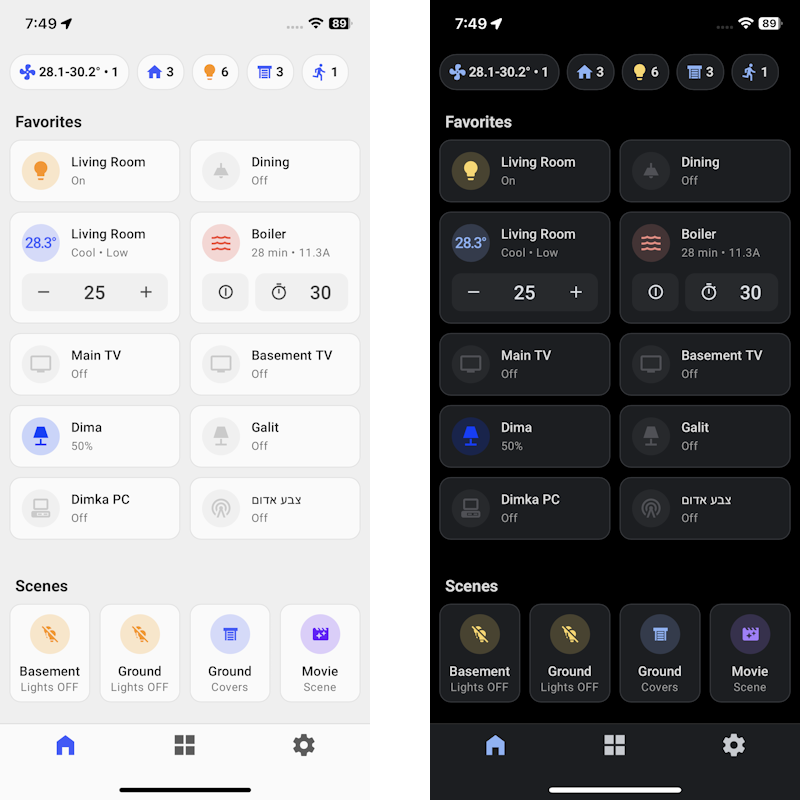 7:49
89
28.1-30.2° • 1
3
6
3
1
Favorites
Living Room
On
Dining
Off
28.3°
Living Room
Cool • Low
25
Boiler
28 min • 11.3A
30
Main TV
Off
Basement TV
Off
Dima
50%
Galit
Off
Dimka PC
Off
צבע אדום
Off
Scenes
Basement
Lights OFF
Ground
Lights OFF
Ground
Covers
Movie
Scene
7:49
89
28.1-30.2° • 1
3
6
3
1
Favorites
Living Room
On
Dining
Off
28.3°
Living Room
Cool • Low
25
Boiler
28 min • 11.3A
30
Main TV
Off
Basement TV
Off
Dima
50%
Galit
Off
Dimka PC
Off
צבע אדום
Off
Scenes
Basement
Lights OFF
Ground
Lights OFF
Ground
Covers
Movie
Scene